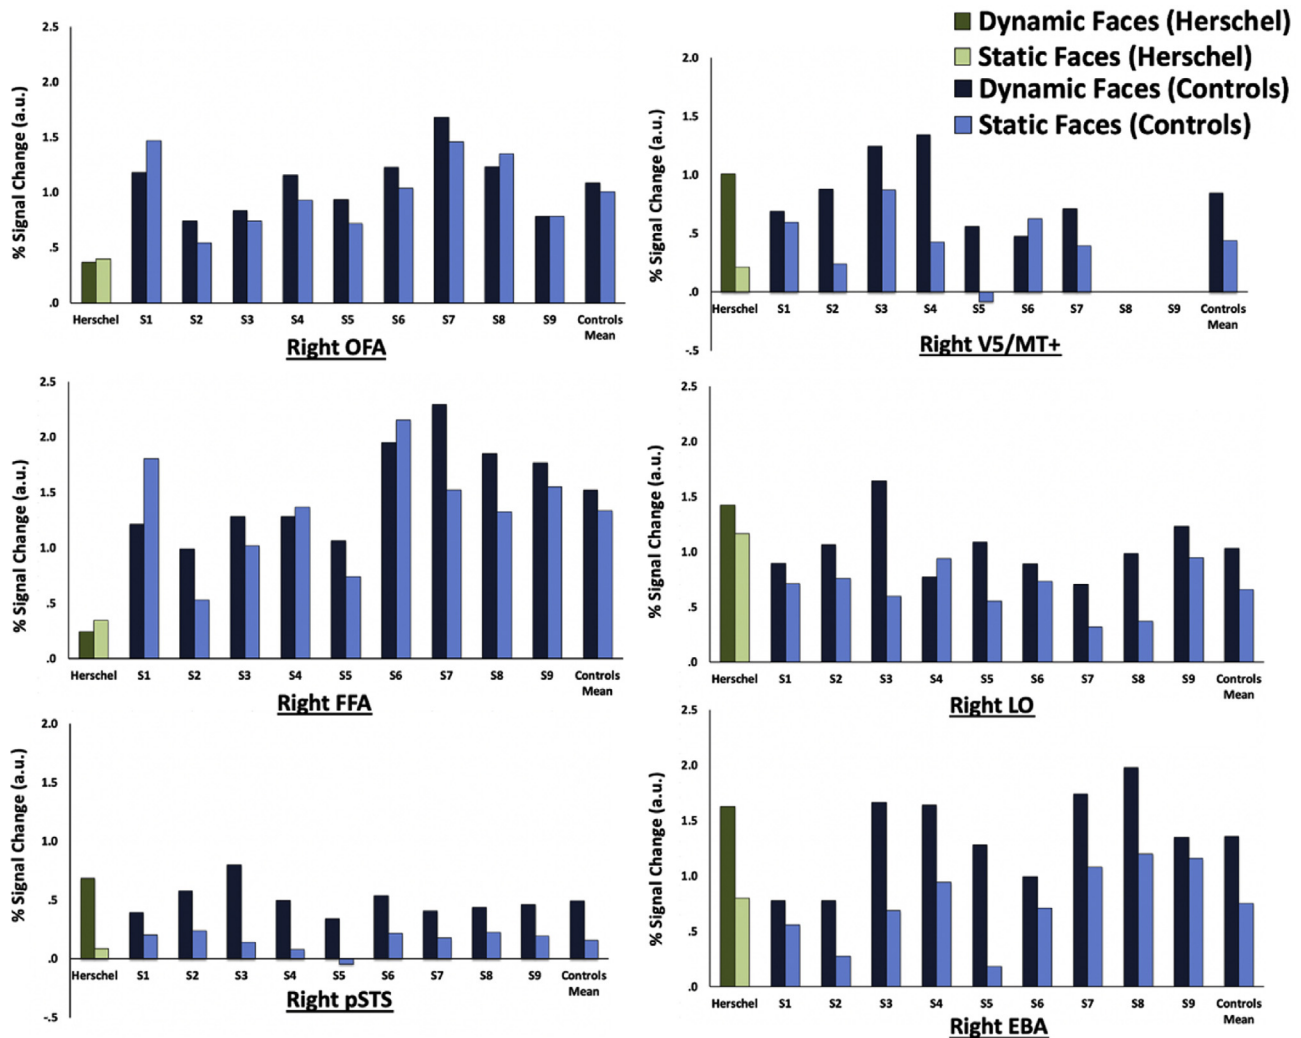 Dynamic Faces (Herschel)
Static Faces (Herschel)
Dynamic Faces (Controls)
Static Faces (Controls)
% Signal Change (a.u.)
2.5
2.0
1.5
1.0
.5
.0
Herschel S1 S2 S3 S4 S5 S6 S7 S8 S9 Controls
Mean
Right OFA
% Signal Change (a.u.)
2.0
1.5
1.0
.5
.0
-.5
Herschel S1 S2 S3 S4 S5 S6 S7 S8 S9 Controls
Mean
Right V5/MT+
% Signal Change (a.u.)
2.5
2.0
1.5
1.0
.5
.0
Herschel S1 S2 S3 S4 S5 S6 S7 S8 S9 Controls
Mean
Right FFA
% Signal Change (a.u.)
2.5
2.0
1.5
1.0
.5
.0
Herschel S1 S2 S3 S4 S5 S6 S7 S8 S9 Controls
Mean
Right LO
% Signal Change (a.u.)
2.0
1.5
1.0
.5
.0
-.5
Herschel S1 S2 S3 S4 S5 S6 S7 S8 S9 Controls
Mean
Right pSTS
% Signal Change (a.u.)
2.5
2.0
1.5
1.0
.5
.0
Herschel S1 S2 S3 S4 S5 S6 S7 S8 S9 Controls
Mean
Right EBA